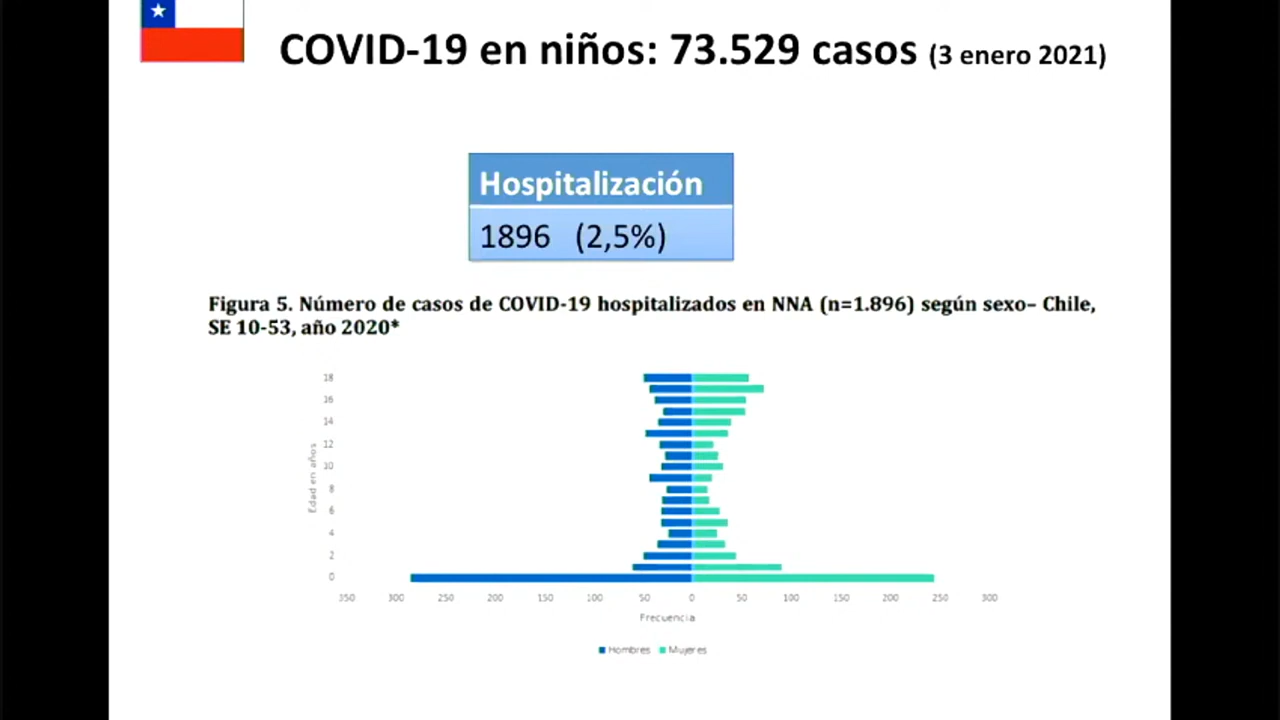 COVID-19 en niños: 73.529 casos (3 enero 2021)
Hospitalización
1896 (2,5%)
Figura 5. Número de casos de COVID-19 hospitalizados en NNA (n=1.896) según sexo– Chile,
SE 10-53, año 2020*
18
16
14
12
10
8
6
4
2
0
Edad en años
350 300 250 200 150 100 50 0 50 100 150 200 250 300
Frecuencia
Hombres Mujeres